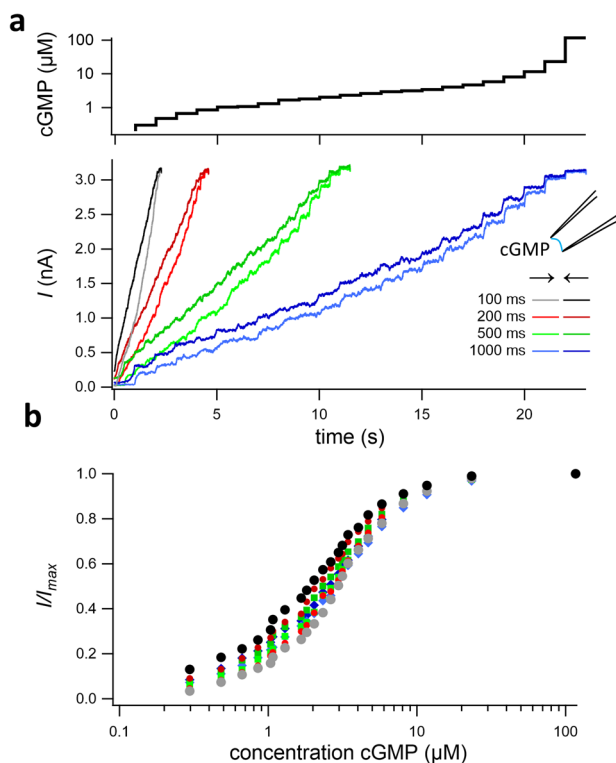 a
cGMP (µM)
100
10
1
I (nA)
3.0
2.5
2.0
1.5
1.0
0.5
0.0
cGMP
100 ms
200 ms
500 ms
1000 ms
0
5
10
15
20
time (s)
b
I/Imax
1.0
0.8
0.6
0.4
0.2
0.0
0.1
1
10
100
concentration cGMP (µM)